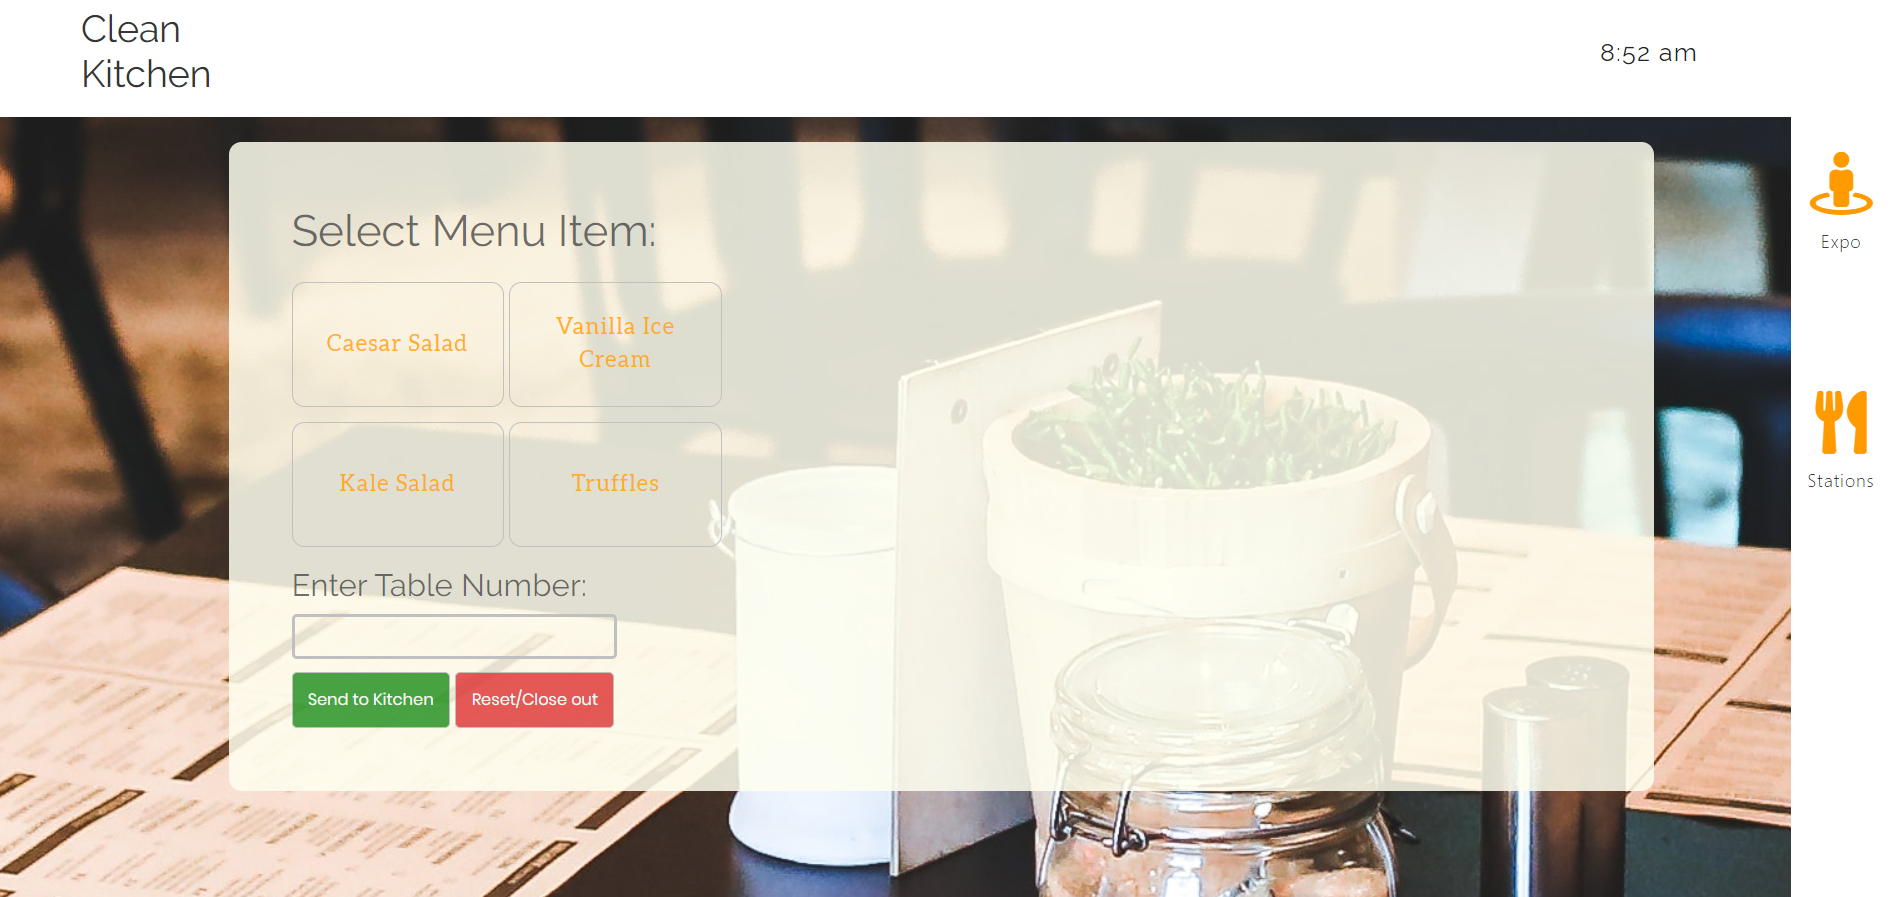 Clean
Kitchen
8:52 am
Expo
Stations
Select Menu Item:
Caesar Salad
Vanilla Ice
Cream
Kale Salad
Truffles
Enter Table Number:
Send to Kitchen
Reset/Close out